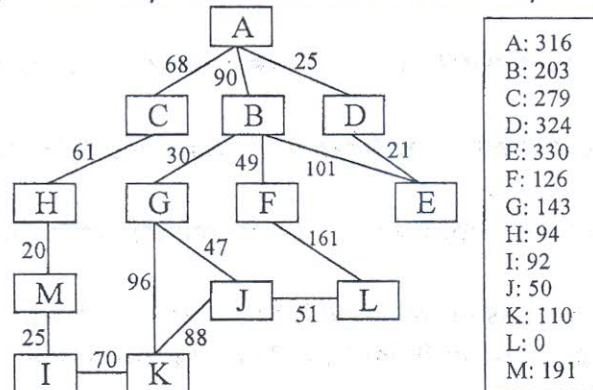 A
68
90
25
C
B
D
61
30
49
101
21
H
G
F
E
20
96
47
161
M
J
L
51
25
88
70
I
K
A: 316
B: 203
C: 279
D: 324
E: 330
F: 126
G: 143
H: 94
I: 92
J: 50
K: 110
L: 0
M: 191